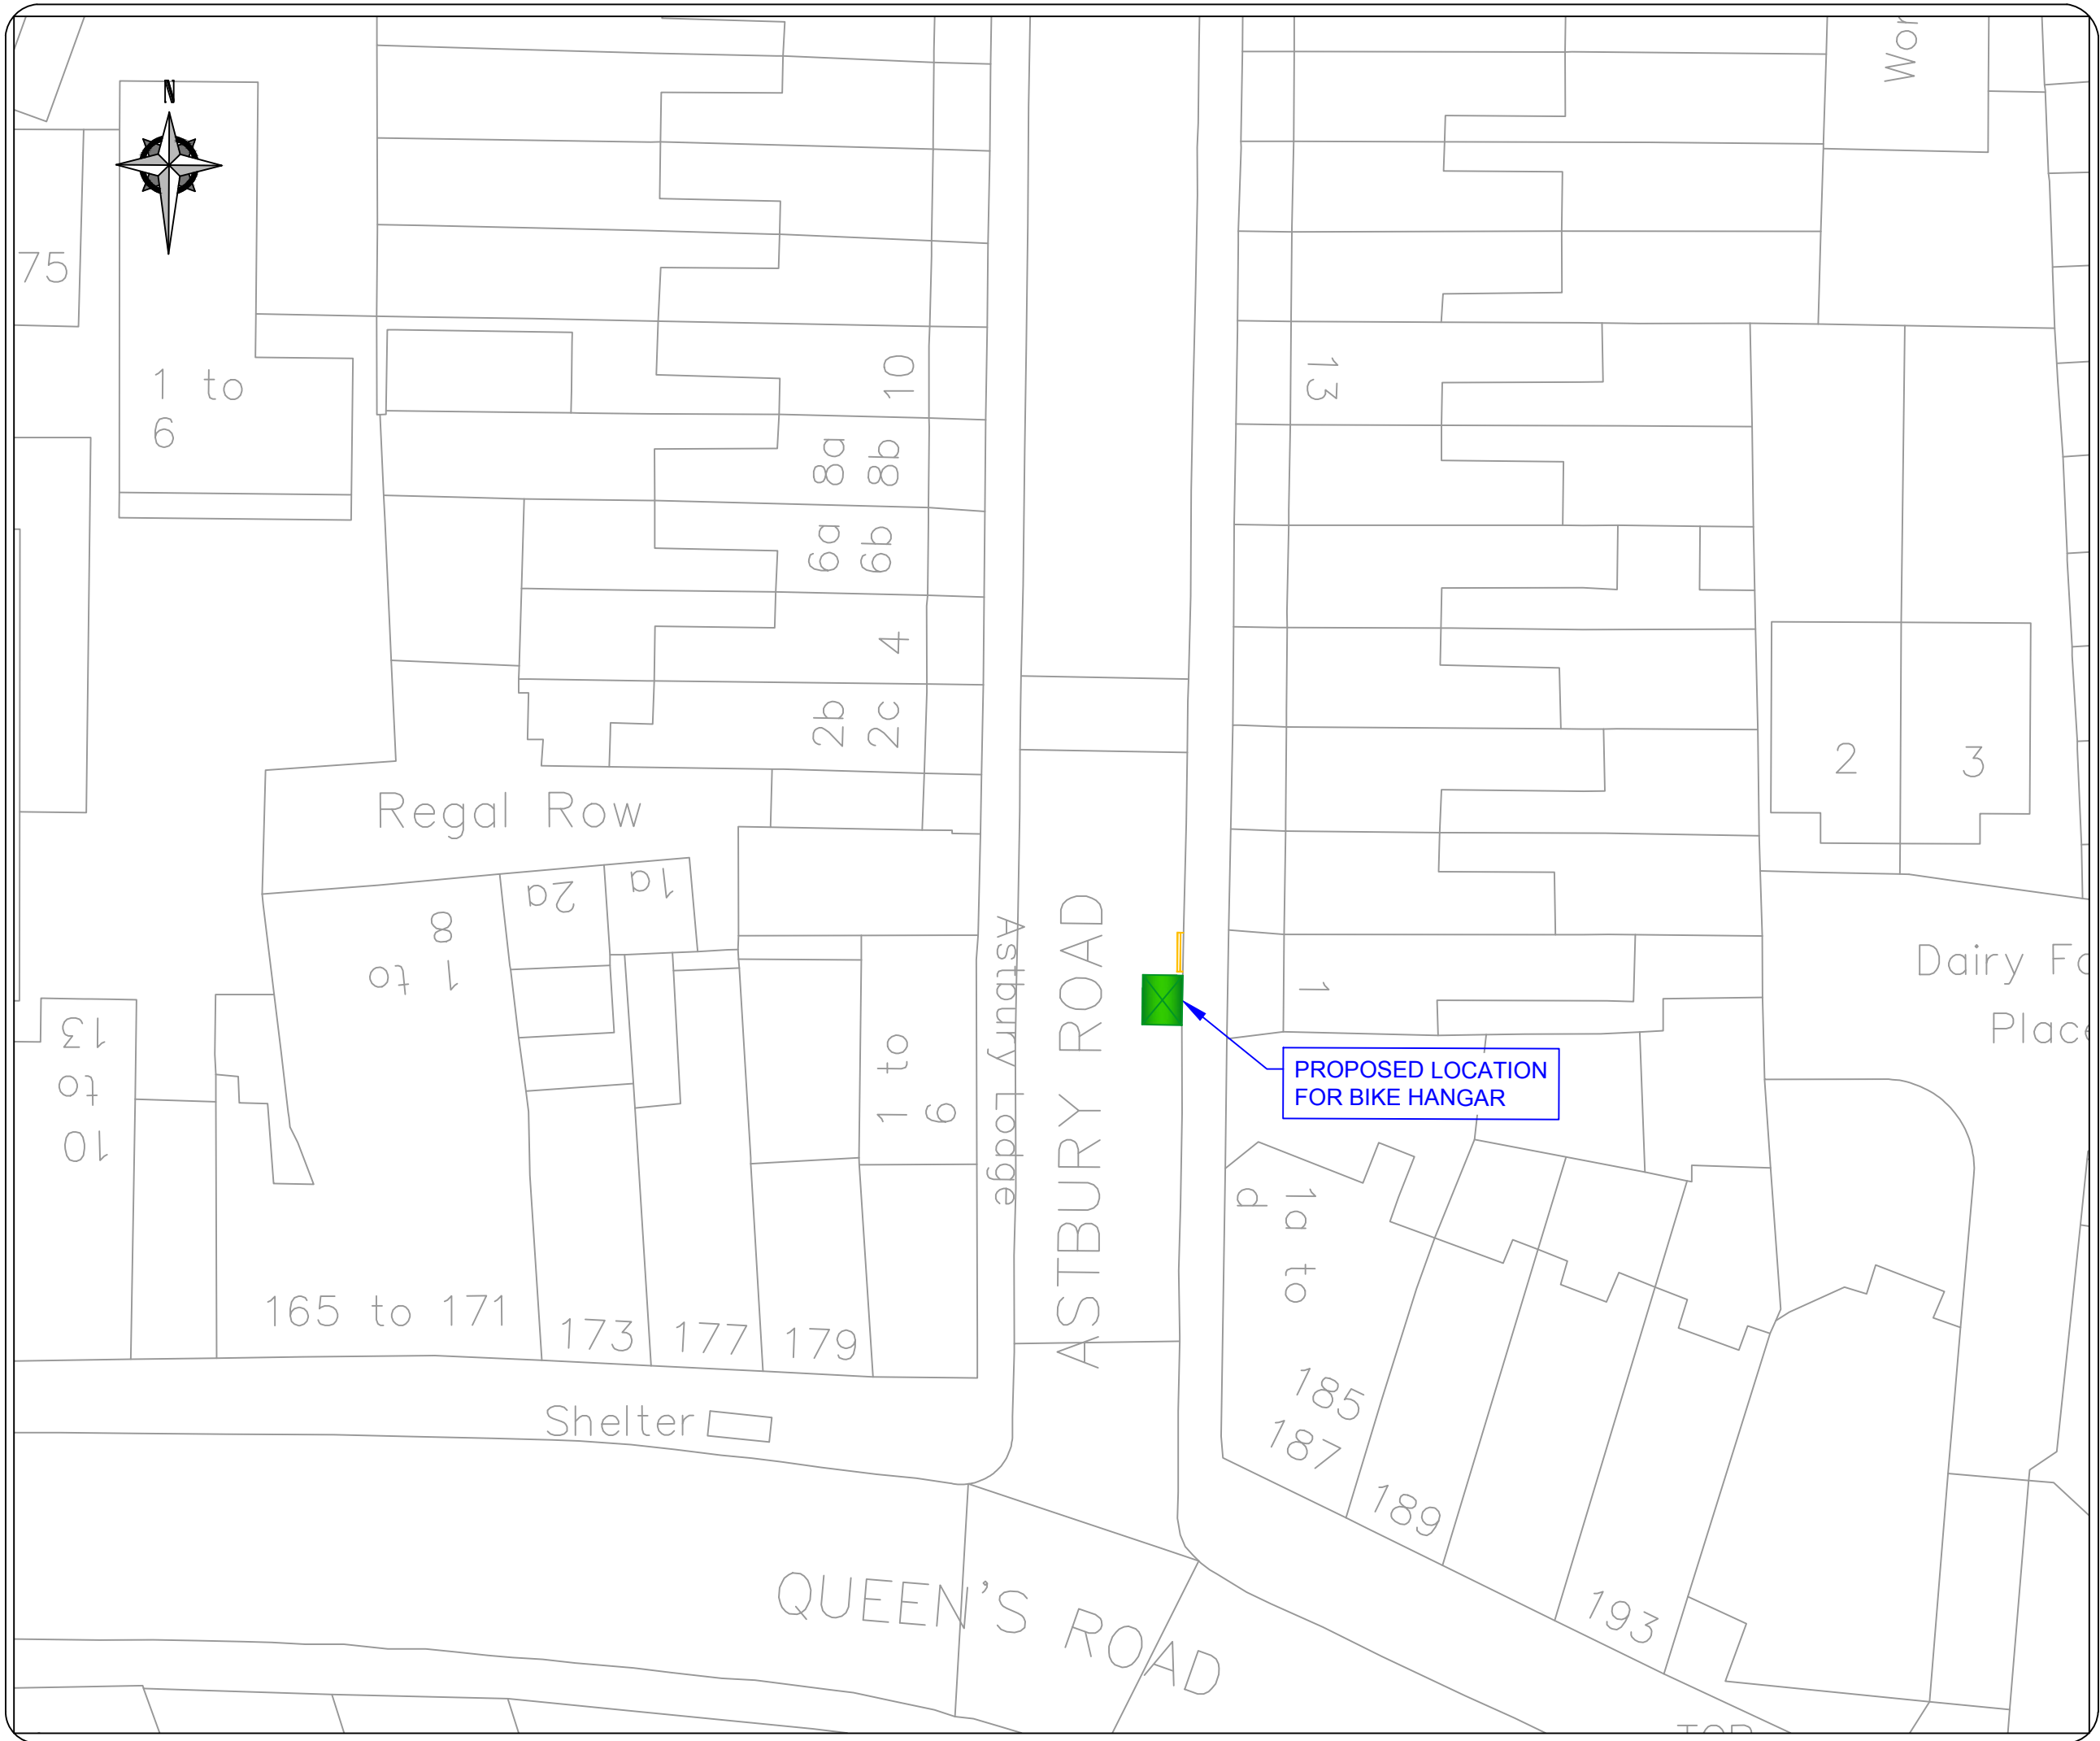 N
Wor
75
1 to
6
10
13
8a
8b
6a
6b
4
2b
2c
2
3
Regal Row
2a
1a
8
1 to
Astbury Lodge
ASTBURY ROAD
Dairy Fa
Place
1
13
to
10
1 to
6
PROPOSED LOCATION
FOR BIKE HANGAR
1a to
d
165 to 171
173
177
179
185
187
189
193
Shelter
QUEEN'S ROAD